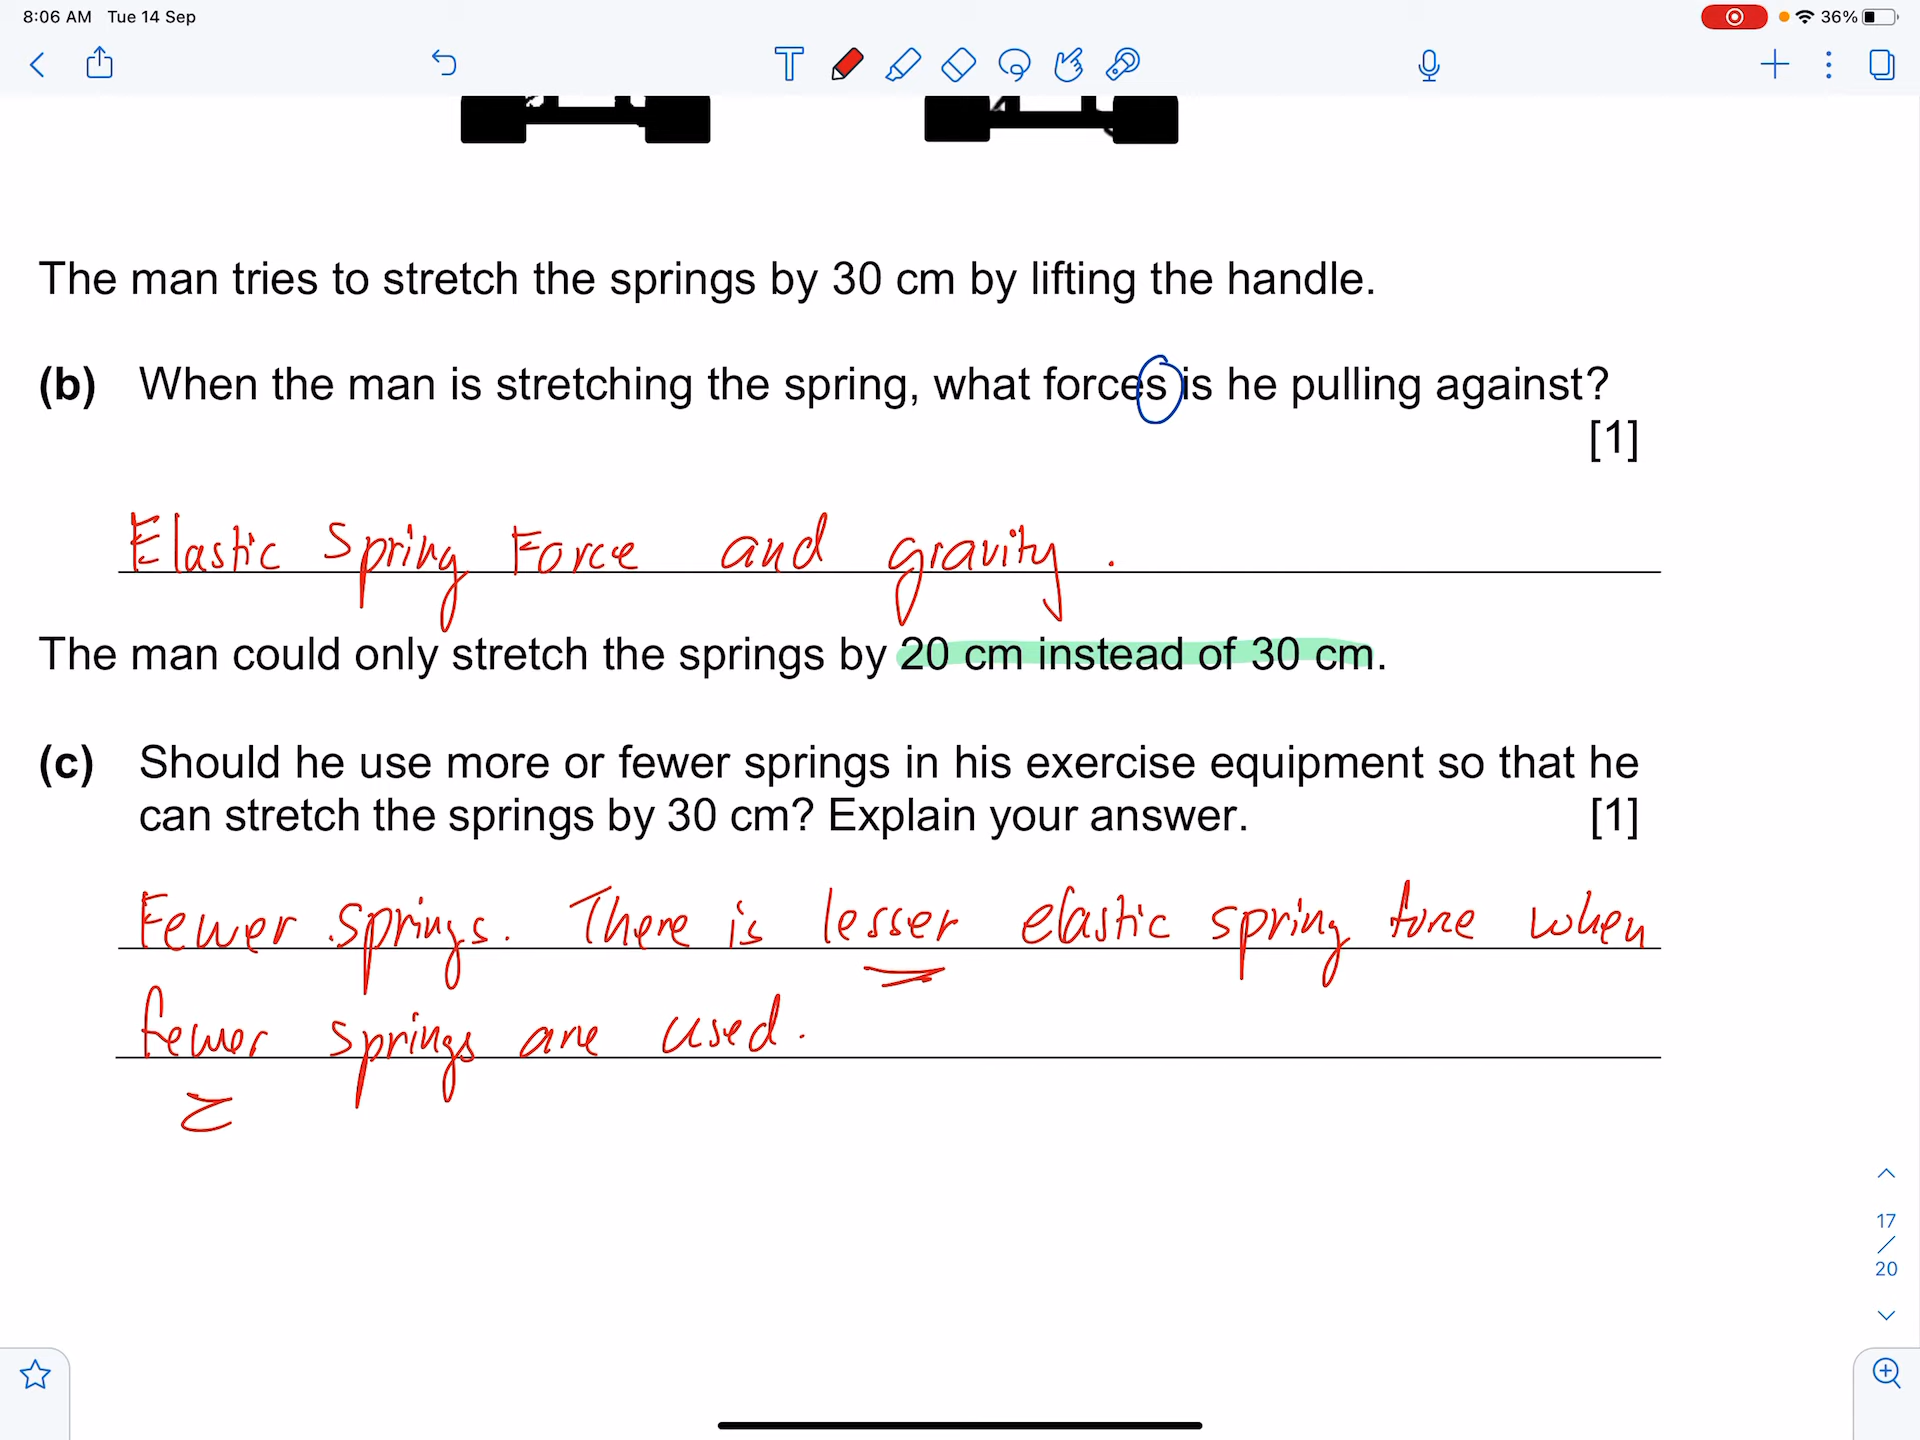 8:06 AM Tue 14 Sep
36%
The man tries to stretch the springs by 30 cm by lifting the handle.
(b) When the man is stretching the spring, what forces is he pulling against?
[1]
Elastic Spring Force and gravity.
The man could only stretch the springs by 20 cm instead of 30 cm.
(c) Should he use more or fewer springs in his exercise equipment so that he
can stretch the springs by 30 cm? Explain your answer. [1]
Fewer springs. There is lesser elastic spring force when
fewer springs are used.
17
/
20